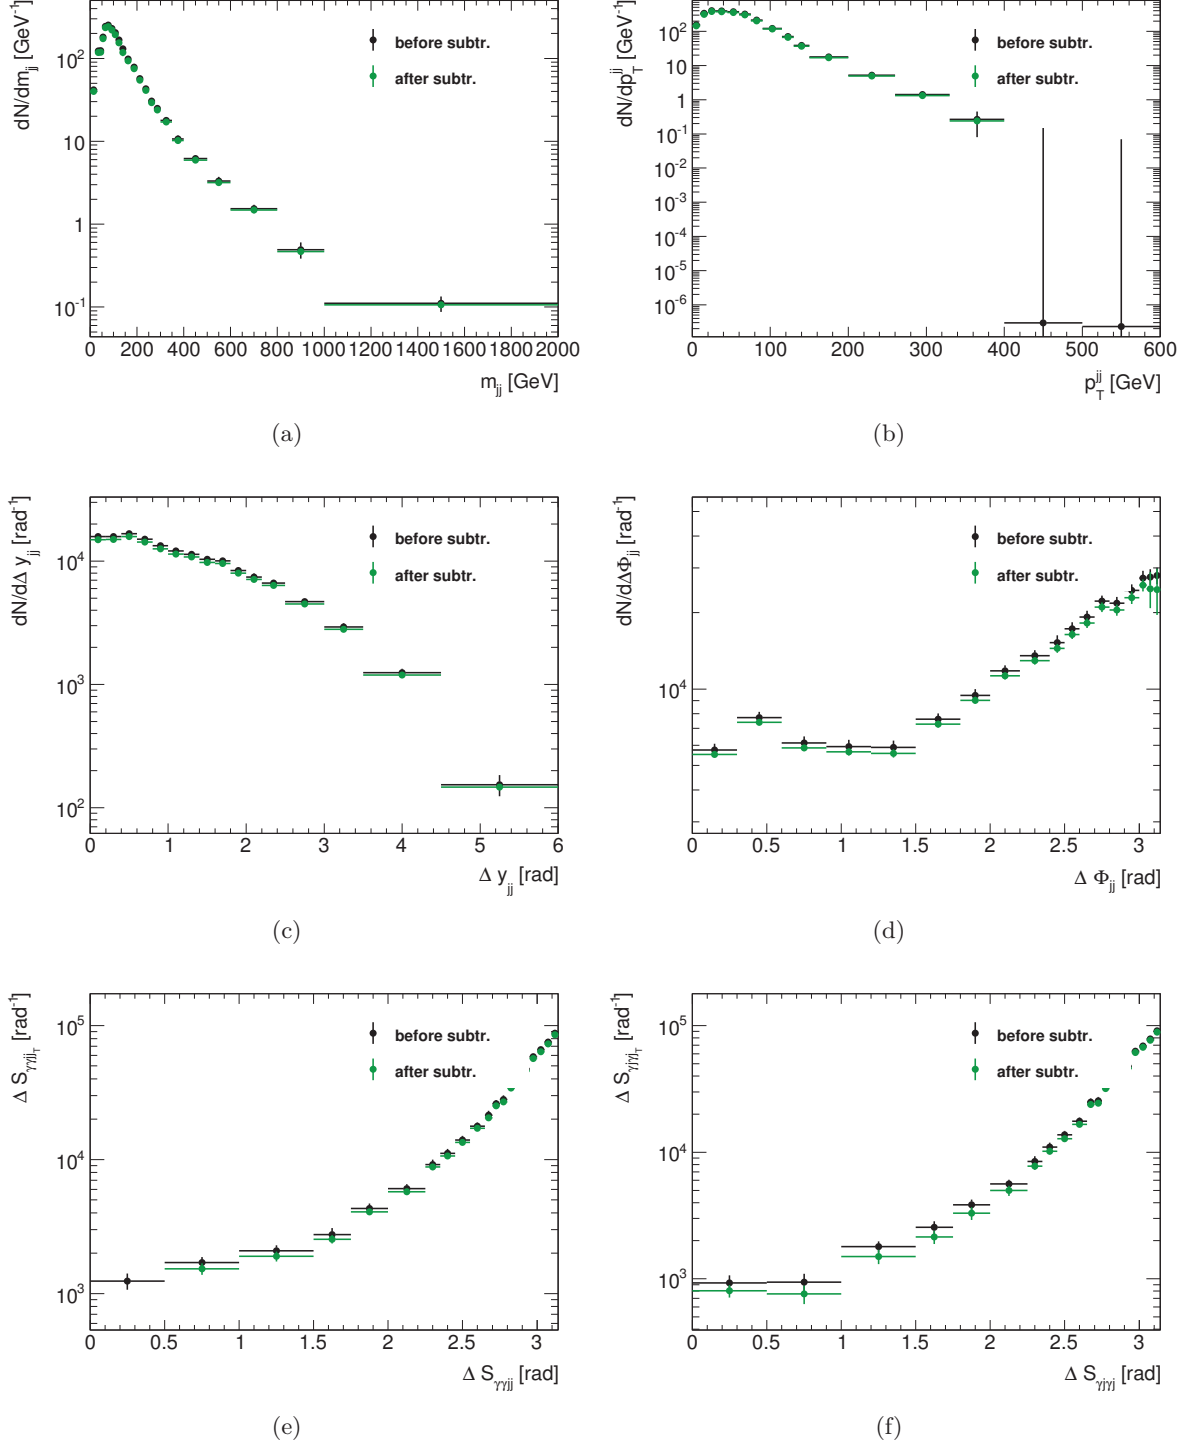 dN/dm_jj [GeV^-1]
10^2
10
1
10^-1
before subtr.
after subtr.
0 200 400 600 800 1000 1200 1400 1600 1800 2000
m_jj [GeV]
(a)
dN/dp_T^jj [GeV^-1]
10^2
10
1
10^-1
10^-2
10^-3
10^-4
10^-5
10^-6
before subtr.
after subtr.
0 100 200 300 400 500 600
p_T^jj [GeV]
(b)
dN/dΔ y_jj [rad^-1]
10^4
10^3
10^2
before subtr.
after subtr.
0 1 2 3 4 5 6
Δ y_jj [rad]
(c)
dN/dΔΦ_jj [rad^-1]
10^4
before subtr.
after subtr.
0 0.5 1 1.5 2 2.5 3
Δ Φ_jj [rad]
(d)
Δ S_γγjj_T [rad^-1]
10^5
10^4
10^3
before subtr.
after subtr.
0 0.5 1 1.5 2 2.5 3
Δ S_γγjj [rad]
(e)
Δ S_γjγj_T [rad^-1]
10^5
10^4
10^3
before subtr.
after subtr.
0 0.5 1 1.5 2 2.5 3
Δ S_γjγj [rad]
(f)